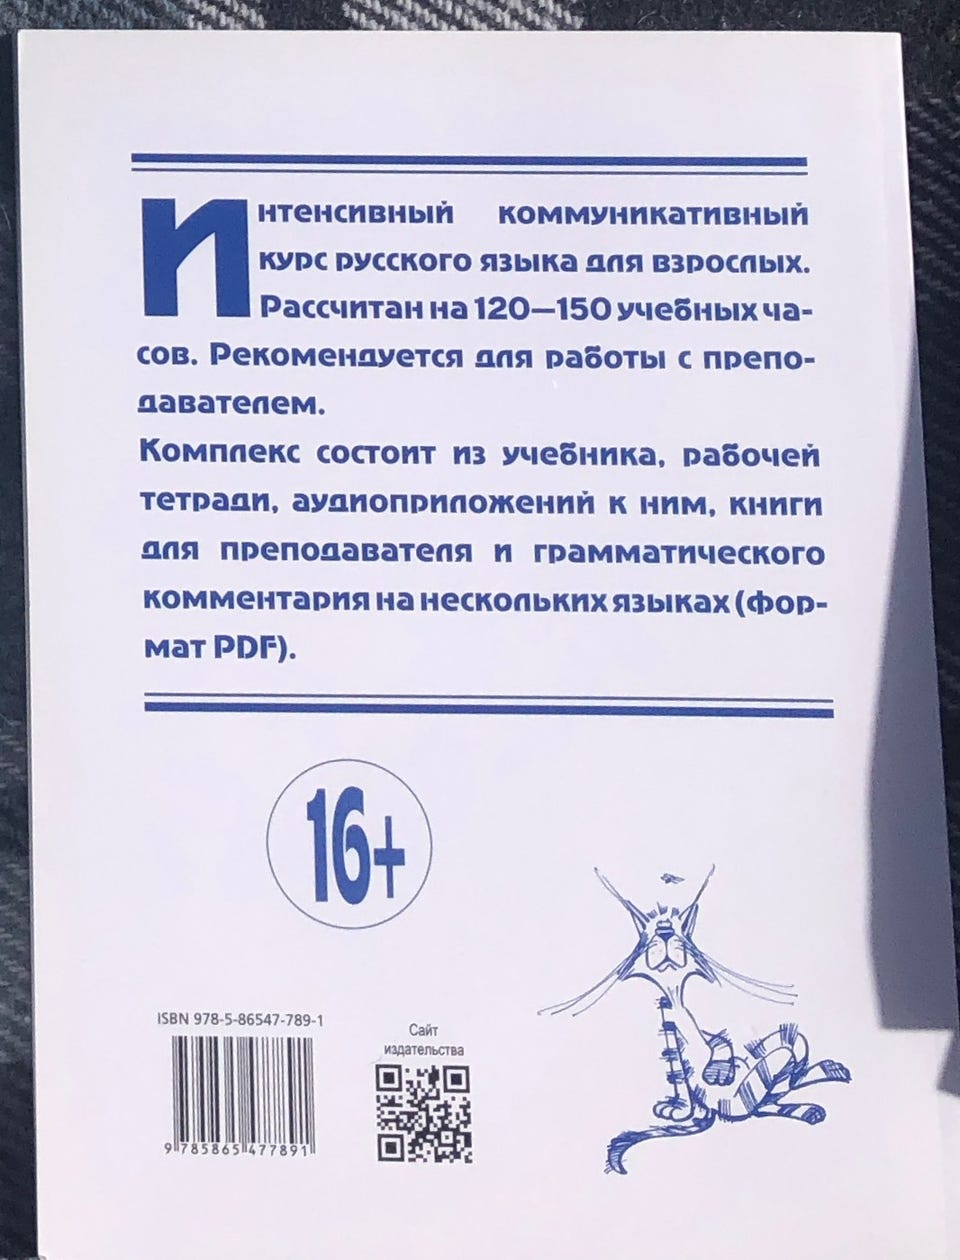 Интенсивный коммуникативный
курс русского языка для взрослых.
Рассчитан на 120—150 учебных ча-
сов. Рекомендуется для работы с препо-
давателем.
Комплекс состоит из учебника, рабочей
тетради, аудиоприложений к ним, книги
для преподавателя и грамматического
комментария на нескольких языках (фор-
мат PDF).
16+
ISBN 978-5-86547-789-1
9 785865 477891
Сайт
издательства